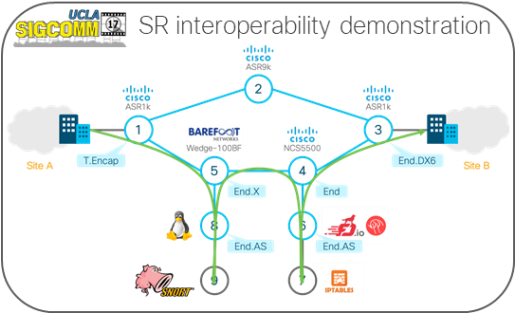 UCLA
SIGCOMM 17
SR interoperability demonstration
CISCO
ASR9k
2
CISCO
ASR1k
CISCO
ASR1k
1
3
Site A
T.Encap
BAREFOOT
NETWORKS
Wedge-100BF
CISCO
NCS5500
End.DX6
Site B
5
4
End.X
End
8
6
fd.io
End.AS
End.AS
SNORT
9
7
IPTABLES